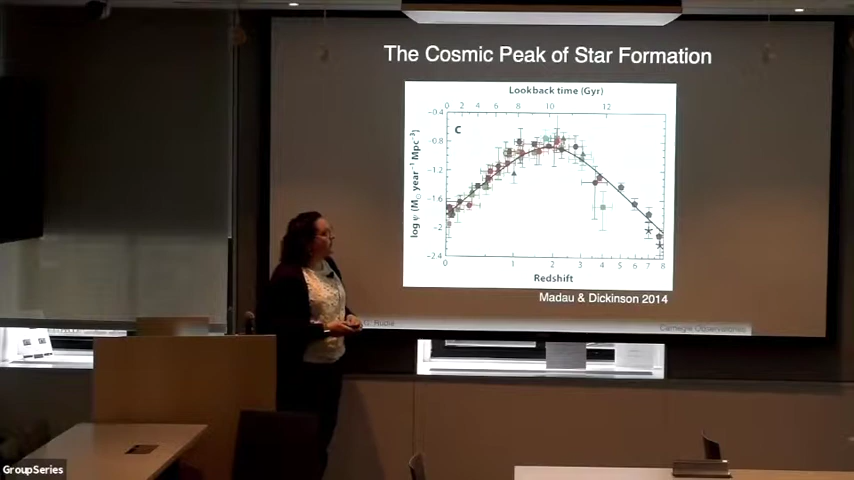 The Cosmic Peak of Star Formation
Lookback time (Gyr)
0 2 4 6 8 10 12
C
log ψ (M⊙ year⁻¹ Mpc⁻³)
−0.4
−0.8
−1.2
−1.6
−2
−2.4
0 1 2 3 4 5 6 7 8
Redshift
Madau & Dickinson 2014
G. Rudie
Carnegie Observatories
GroupSeries